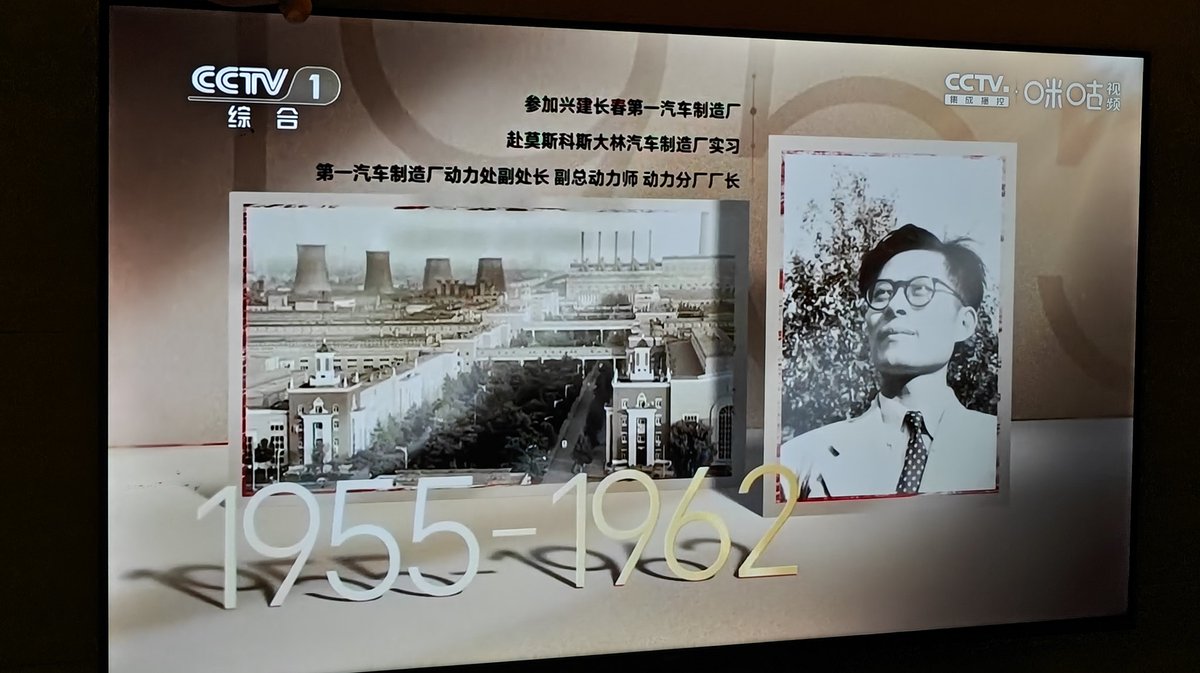 CCTV 1
综合
CCTV. 咪咕视频
集成播控
参加兴建长春第一汽车制造厂
赴莫斯科斯大林汽车制造厂实习
第一汽车制造厂动力处副处长 副总动力师 动力分厂厂长
1955-1962